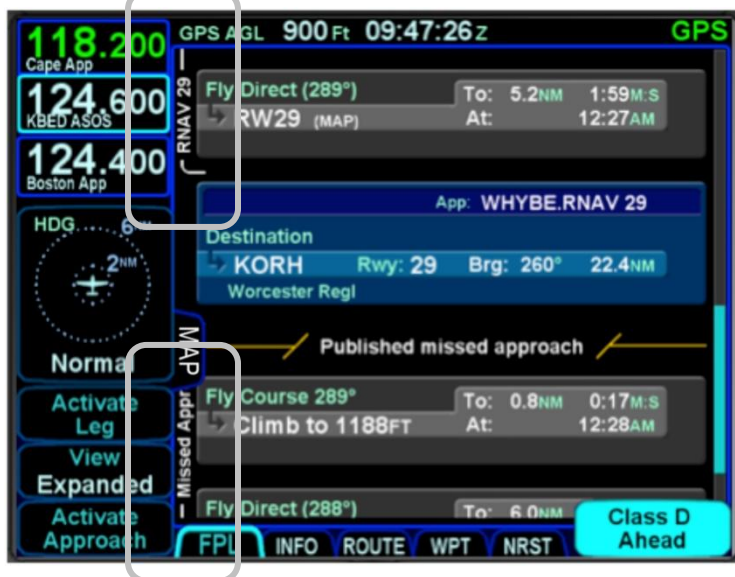 GPS AGL 900 Ft 09:47:26 Z GPS
118.200
Cape App
124.600
KBED ASOS
124.400
Boston App
HDG
6NM
2NM
Normal
Activate
Leg
View
Expanded
Activate
Approach
RNAV 29
Fly Direct (289°) To: 5.2NM 1:59M:S
RW29 (MAP) At: 12:27AM
App: WHYBE.RNAV 29
Destination
KORH Rwy: 29 Brg: 260° 22.4NM
Worcester Regl
MAP
Published missed approach
Missed Appr
Fly Course 289° To: 0.8NM 0:17M:S
Climb to 1188FT At: 12:28AM
Fly Direct (288°) To: 6.0NM
Class D
Ahead
FPL INFO ROUTE WPT NRST